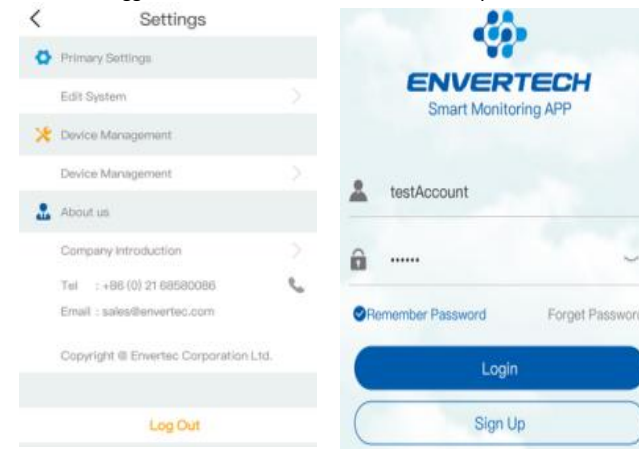 Settings
Primary Settings
Edit System
Device Management
Device Management
About us
Company Introduction
Tel : +86 (0) 21 68580086
Email : sales@envertec.com
Copyright @ Envertec Corporation Ltd.
Log Out
ENVERTECH
Smart Monitoring APP
testAccount
••••••
Remember Password Forget Password
Login
Sign Up